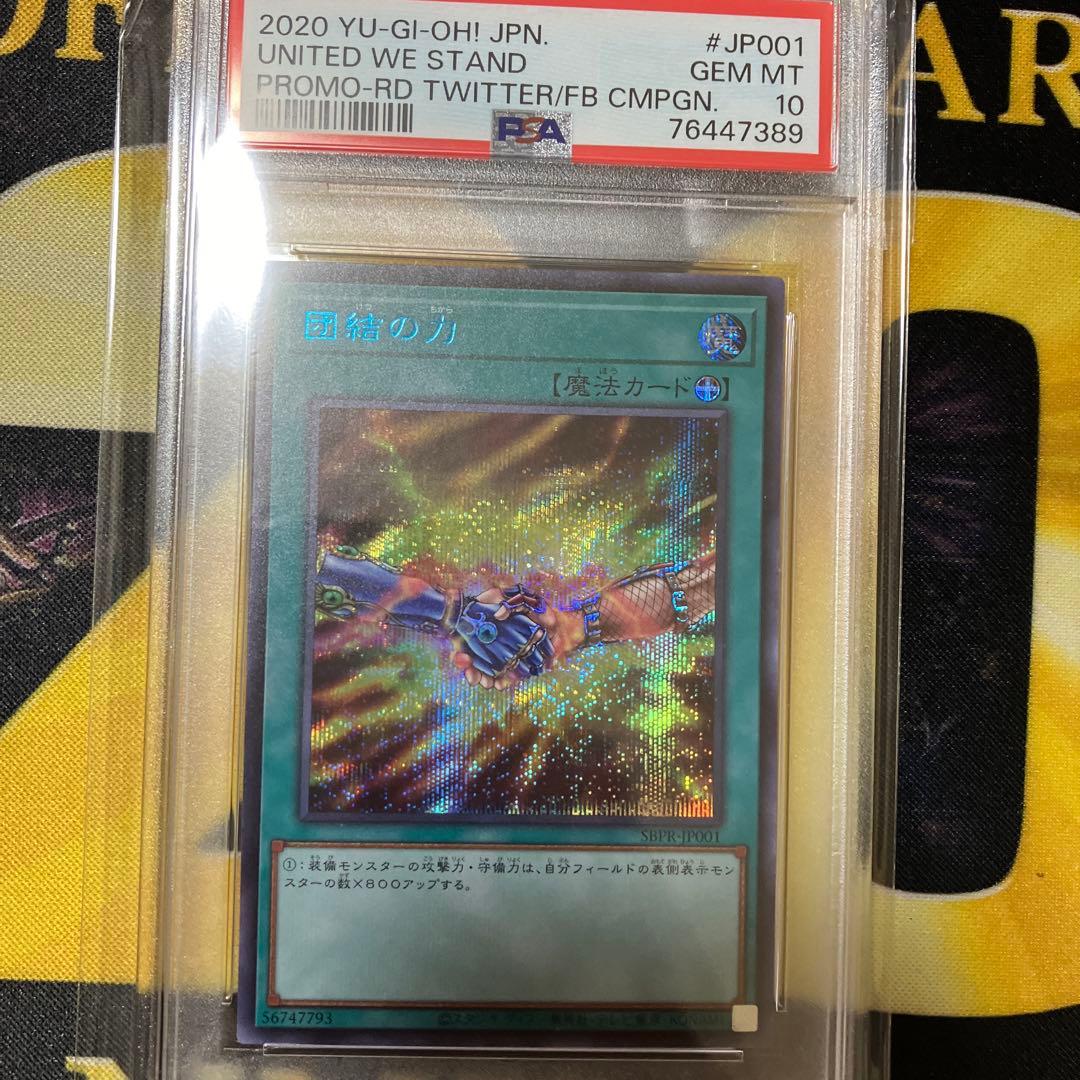 2020 YU-GI-OH! JPN. #JP001
UNITED WE STAND GEM MT
PROMO-RD TWITTER/FB CMPGN. 10
PSA 76447389
団結の力
魔
【魔法カード】
SBPR-JP001
①：装備モンスターの攻撃力・守備力は、自分フィールドの表側表示モン
スターの数×800アップする。
56747793